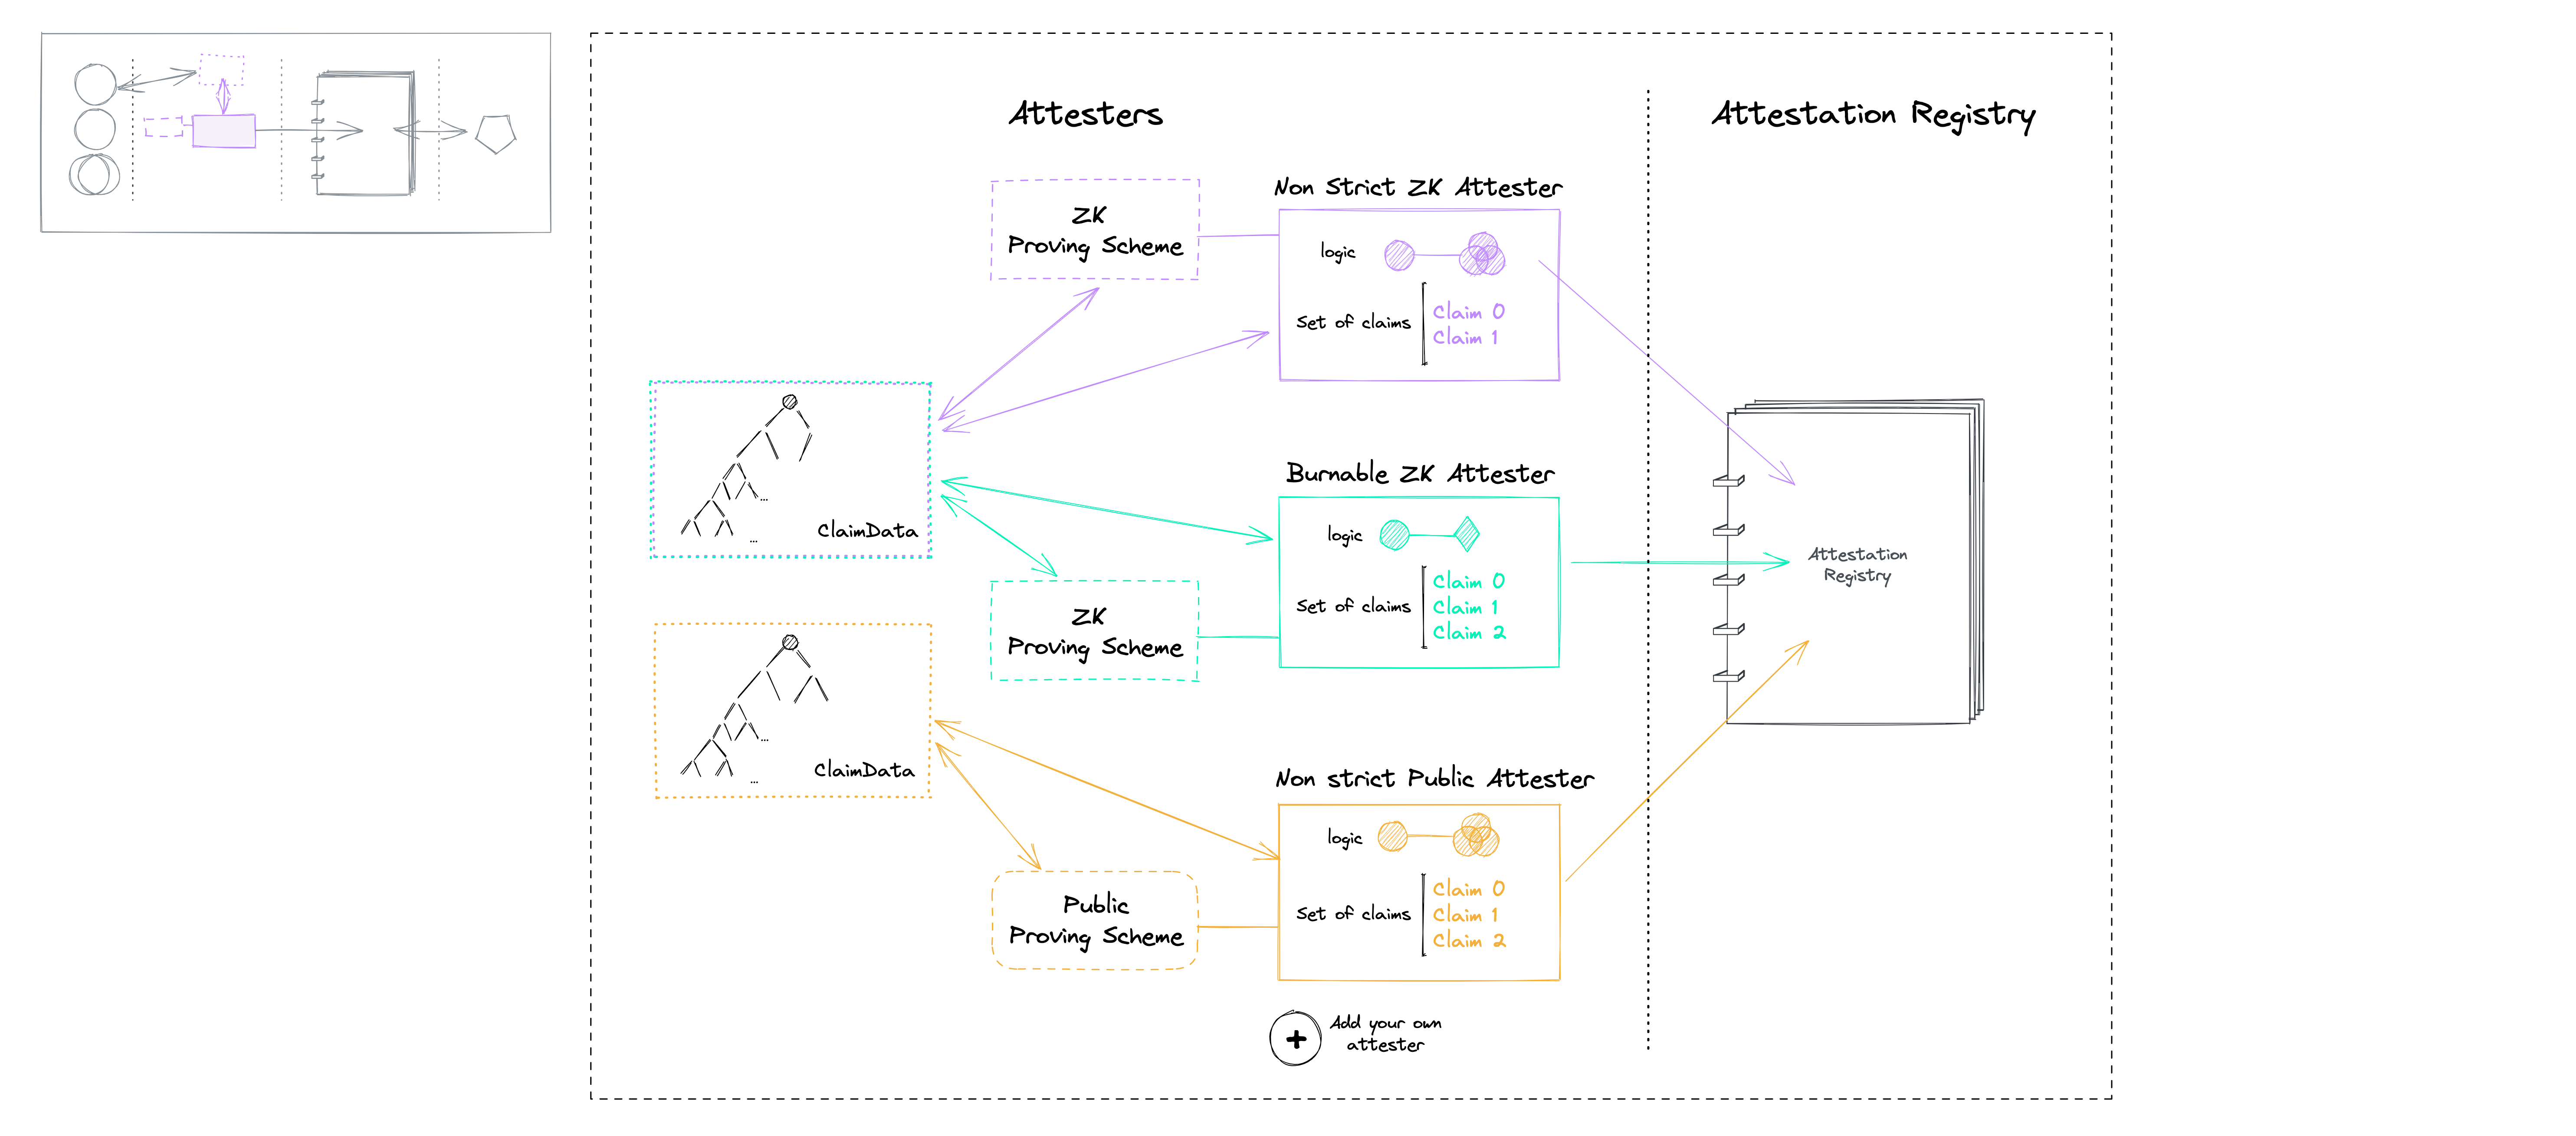 Attesters
Attestation Registry
ZK
Proving Scheme
Non Strict ZK Attester
logic
Set of claims
Claim 0
Claim 1
...
...
ClaimData
Burnable ZK Attester
logic
Set of claims
Claim 0
Claim 1
Claim 2
ZK
Proving Scheme
Attestation
Registry
...
...
ClaimData
Non strict Public Attester
logic
Set of claims
Claim 0
Claim 1
Claim 2
Public
Proving Scheme
+
Add your own
attester